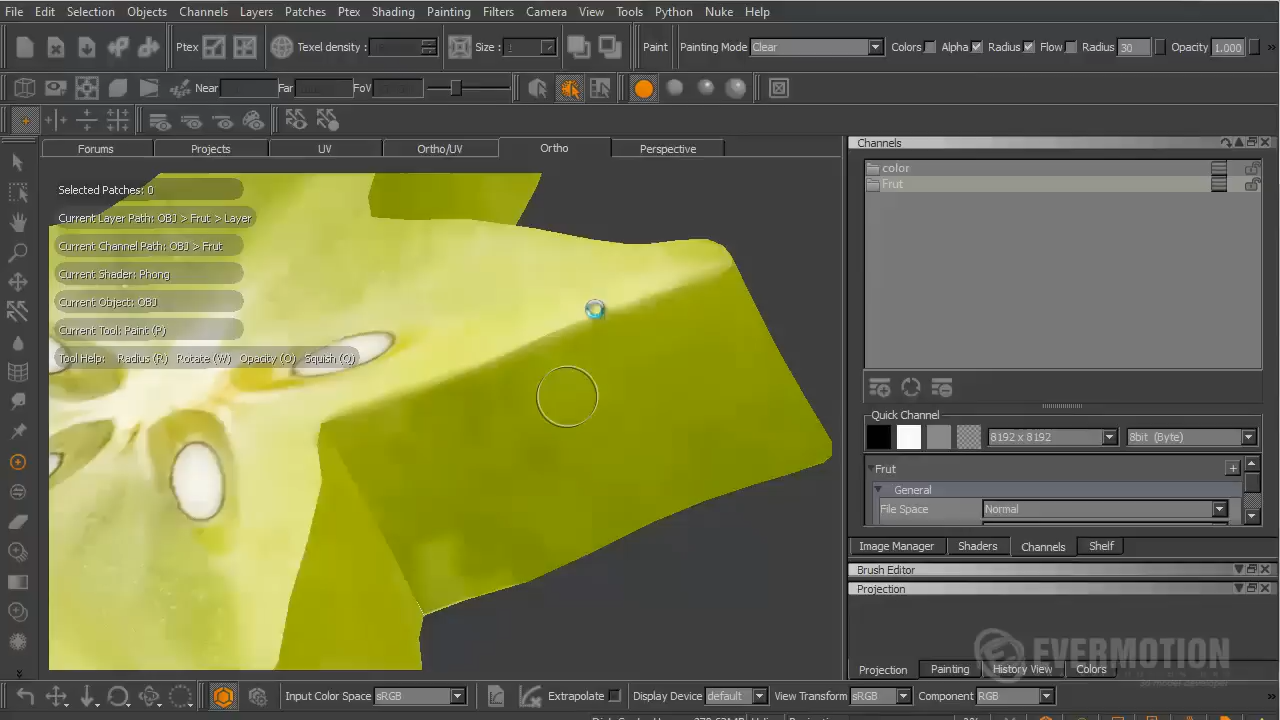 File Edit Selection Objects Channels Layers Patches Ptex Shading Painting Filters Camera View Tools Python Nuke Help
Ptex Texel density: Size : 1 Paint Painting Mode Clear Colors Alpha Radius Flow Radius 30 Opacity 1.000
Near Far FoV
Forums Projects UV Ortho/UV Ortho Perspective
Channels
color
Frut
Selected Patches: 0
Current Layer Path: OBJ > Frut > Layer
Current Channel Path: OBJ > Frut
Current Shader: Phong
Current Object: OBJ
Current Tool: Paint (P)
Tool Help: Radius (R) Rotate (W) Opacity (O) Squish (Q)
Quick Channel
8192 x 8192 8bit (Byte)
Frut
General
File Space Normal
Image Manager Shaders Channels Shelf
Brush Editor
Projection
EVERMOTION
Projection Painting History View Colors
Input Color Space sRGB Extrapolate Display Device default View Transform sRGB Component RGB